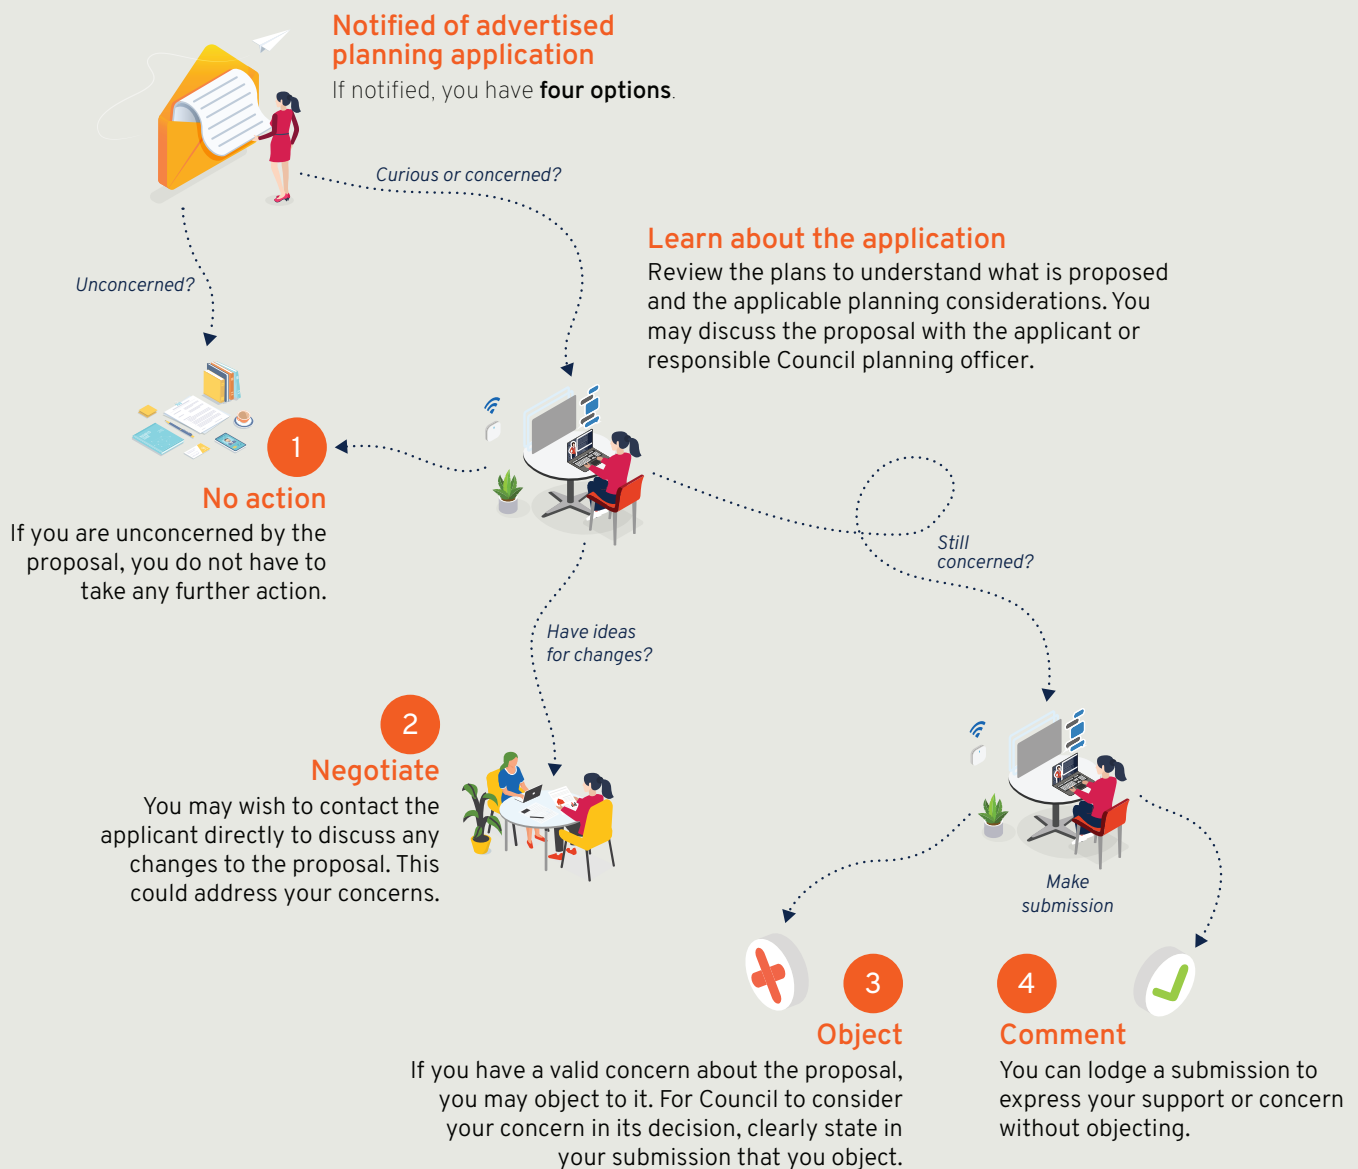 Notified of advertised
planning application
If notified, you have four options.
Curious or concerned?
Unconcerned?
Learn about the application
Review the plans to understand what is proposed
and the applicable planning considerations. You
may discuss the proposal with the applicant or
responsible Council planning officer.
1
No action
If you are unconcerned by the
proposal, you do not have to
take any further action.
Still
concerned?
Have ideas
for changes?
2
Negotiate
You may wish to contact the
applicant directly to discuss any
changes to the proposal. This
could address your concerns.
Make
submission
3
Object
If you have a valid concern about the proposal,
you may object to it. For Council to consider
your concern in its decision, clearly state in
your submission that you object.
4
Comment
You can lodge a submission to
express your support or concern
without objecting.